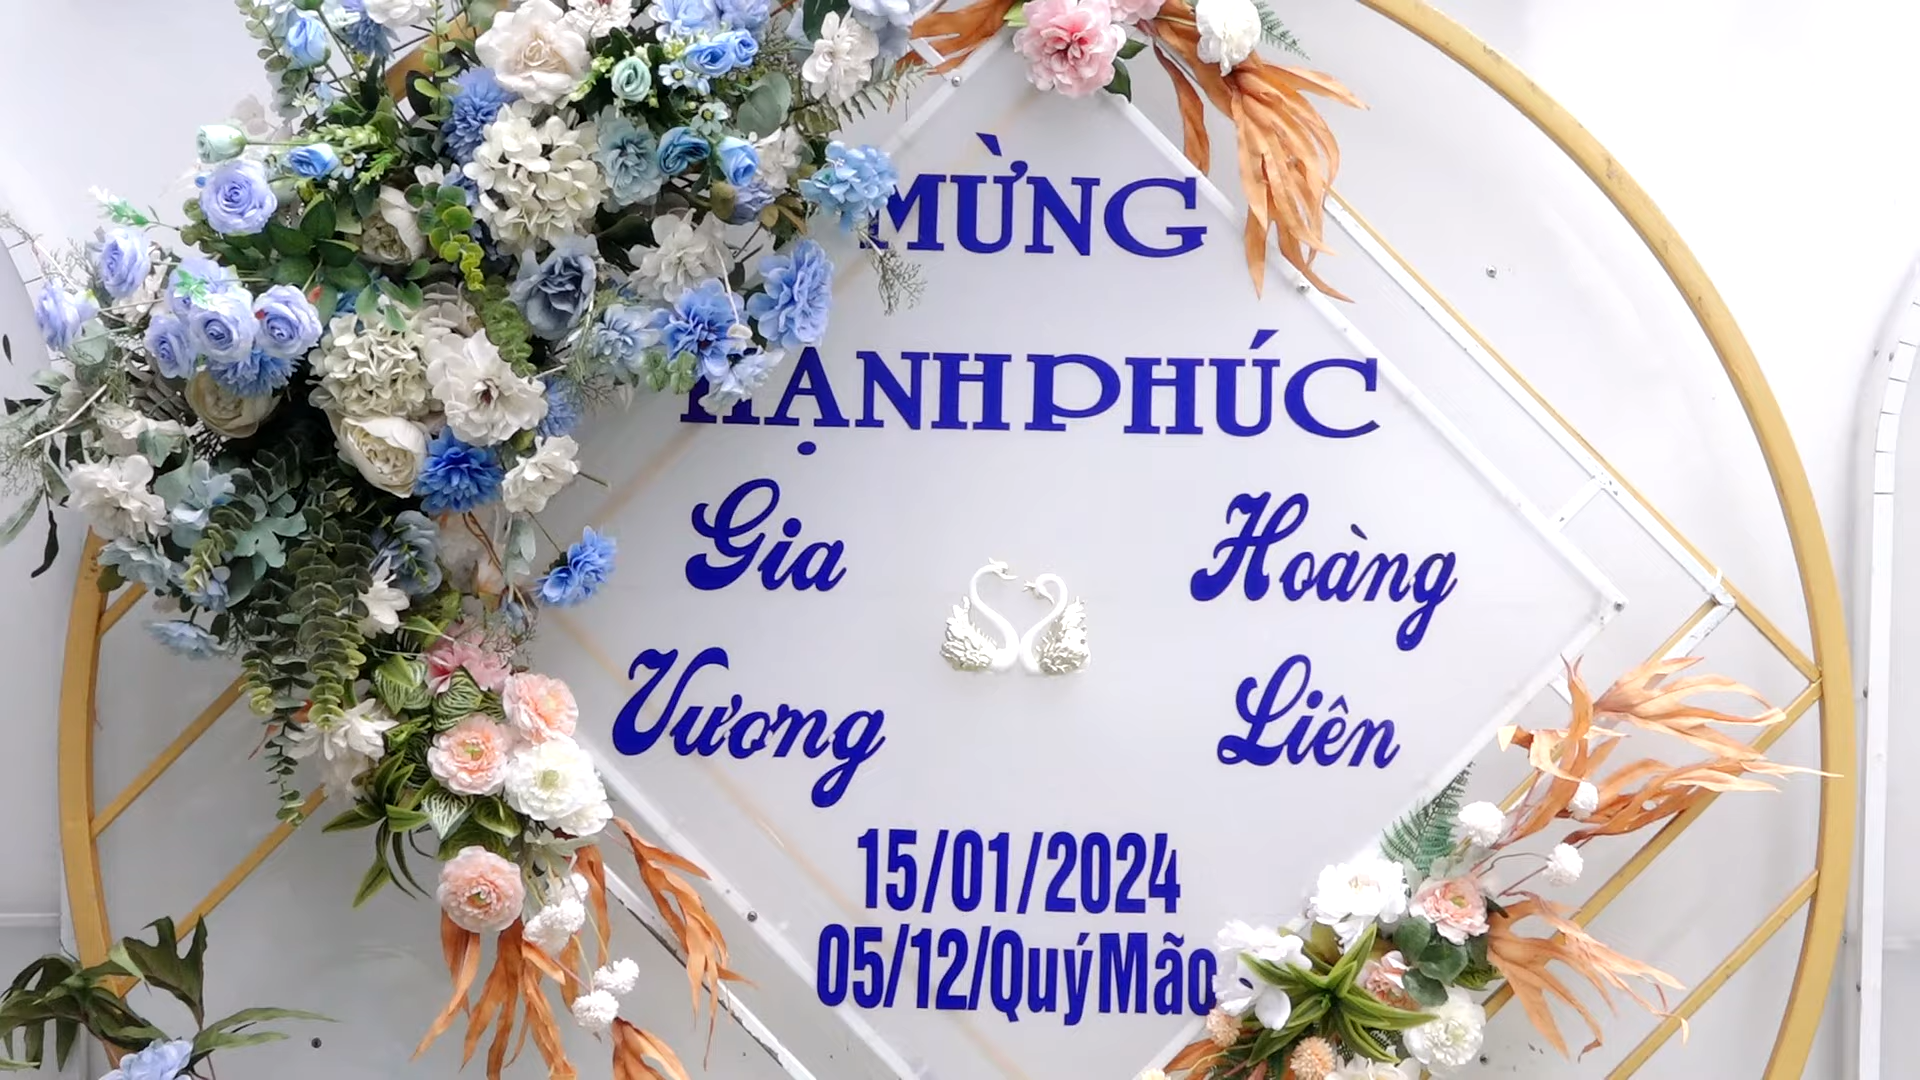 MỪNG
HẠNH PHÚC
Gia Hoàng
Vương Liên
15/01/2024
05/12/Quý Mão